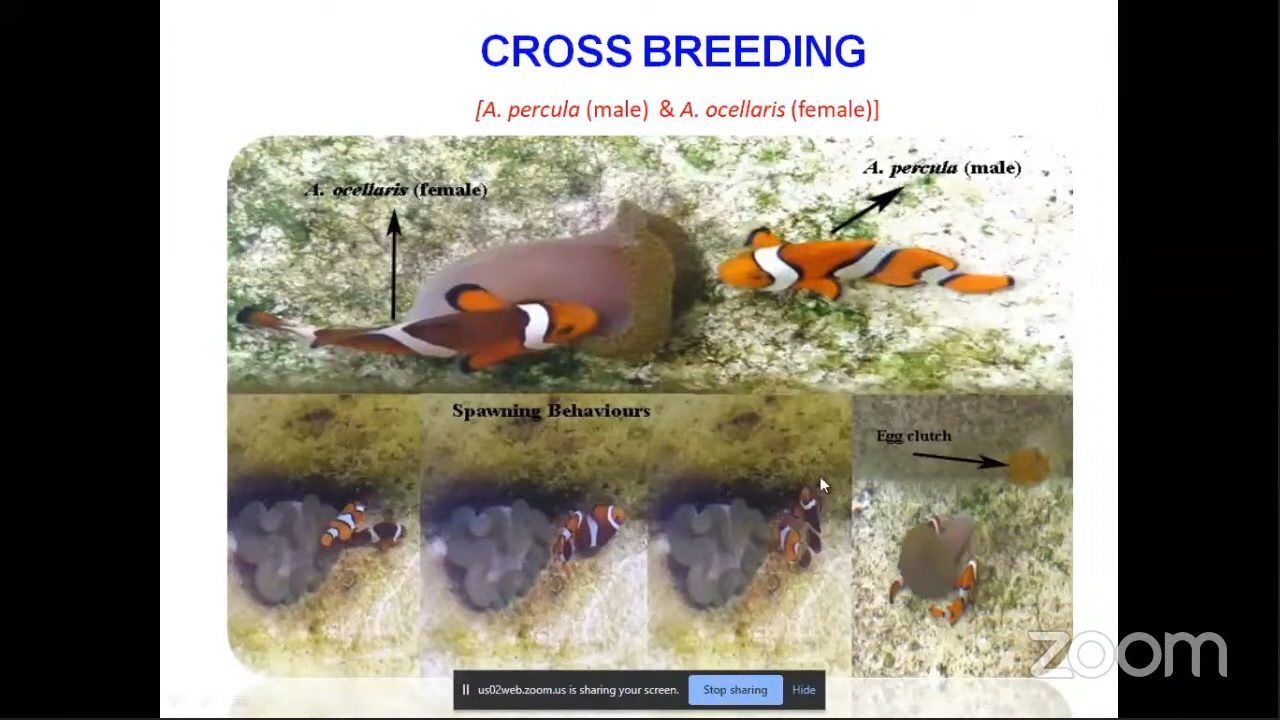 CROSS BREEDING
[A. percula (male) & A. ocellaris (female)]
A. percula (male)
A. ocellaris (female)
Spawning Behaviours
Egg clutch
zoom
us02web.zoom.us is sharing your screen. Stop sharing Hide